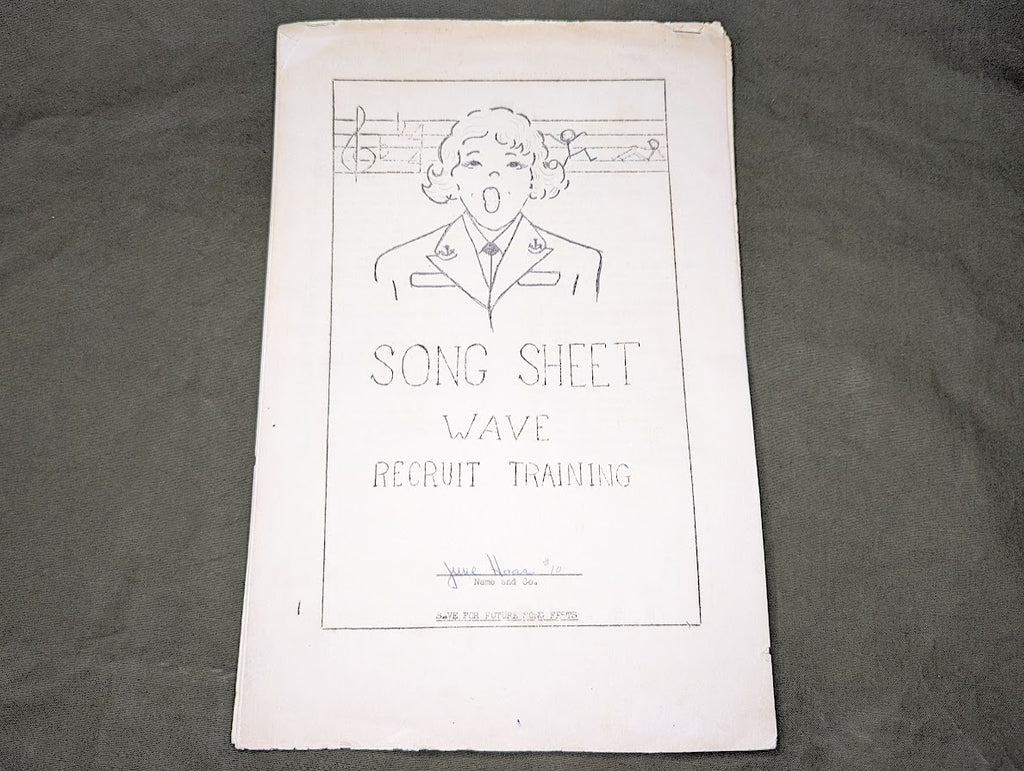 SONG SHEET
WAVE
RECRUIT TRAINING
June Haas #10
Name and Co.
SAVE FOR FUTURE SONG FESTS